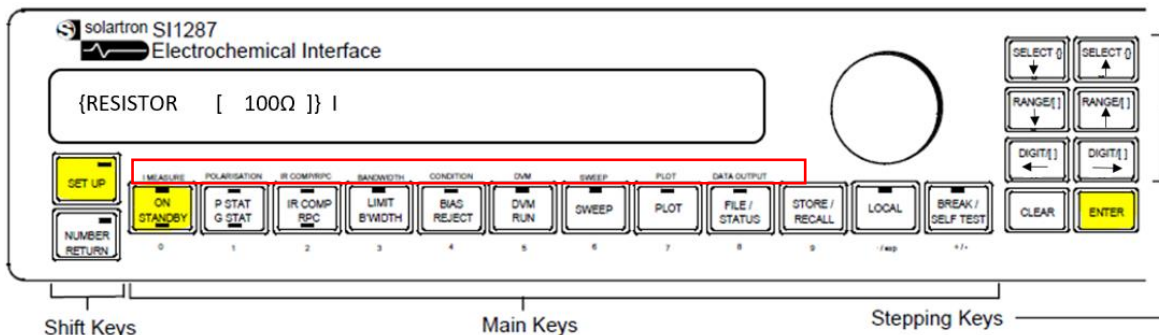 solartron SI1287
Electrochemical Interface
{RESISTOR [ 100Ω ]} I
SELECT {}
SELECT {}
RANGE/[ ]
RANGE/[ ]
DIGIT/[ ]
DIGIT/[ ]
CLEAR
ENTER
SET UP
NUMBER
RETURN
I MEASURE POLARISATION IR COMP/RPC BANDWIDTH CONDITION DVM SWEEP PLOT DATA OUTPUT
ON
STANDBY
P STAT
G STAT
IR COMP
RPC
LIMIT
B'WIDTH
BIAS
REJECT
DVM
RUN
SWEEP
PLOT
FILE /
STATUS
STORE /
RECALL
LOCAL
BREAK /
SELF TEST
0 1 2 3 4 5 6 7 8 9 · / exp + / -
Shift Keys
Main Keys
Stepping Keys